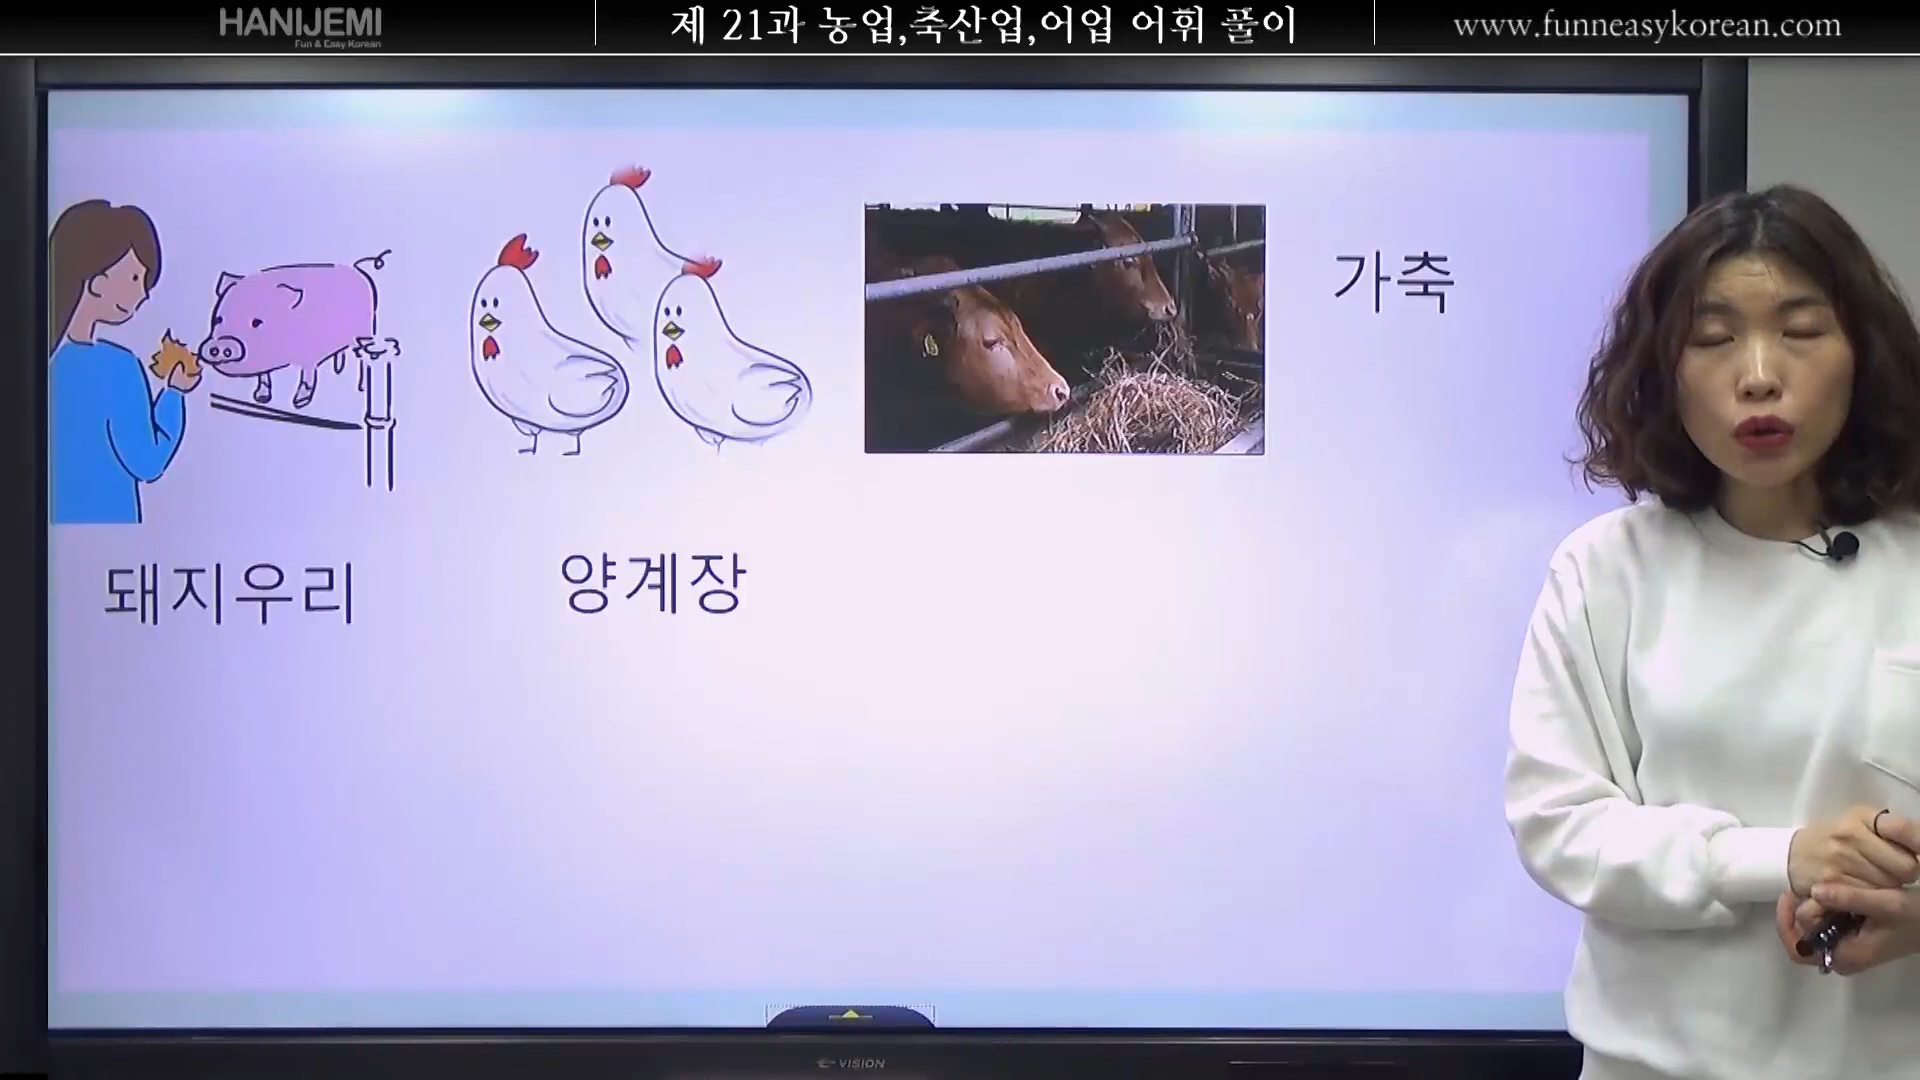 HANIJEMI
Fun & Easy Korean
제 21과 농업,축산업,어업 어휘 풀이
www.funneasykorean.com
가축
돼지우리
양계장
VISION